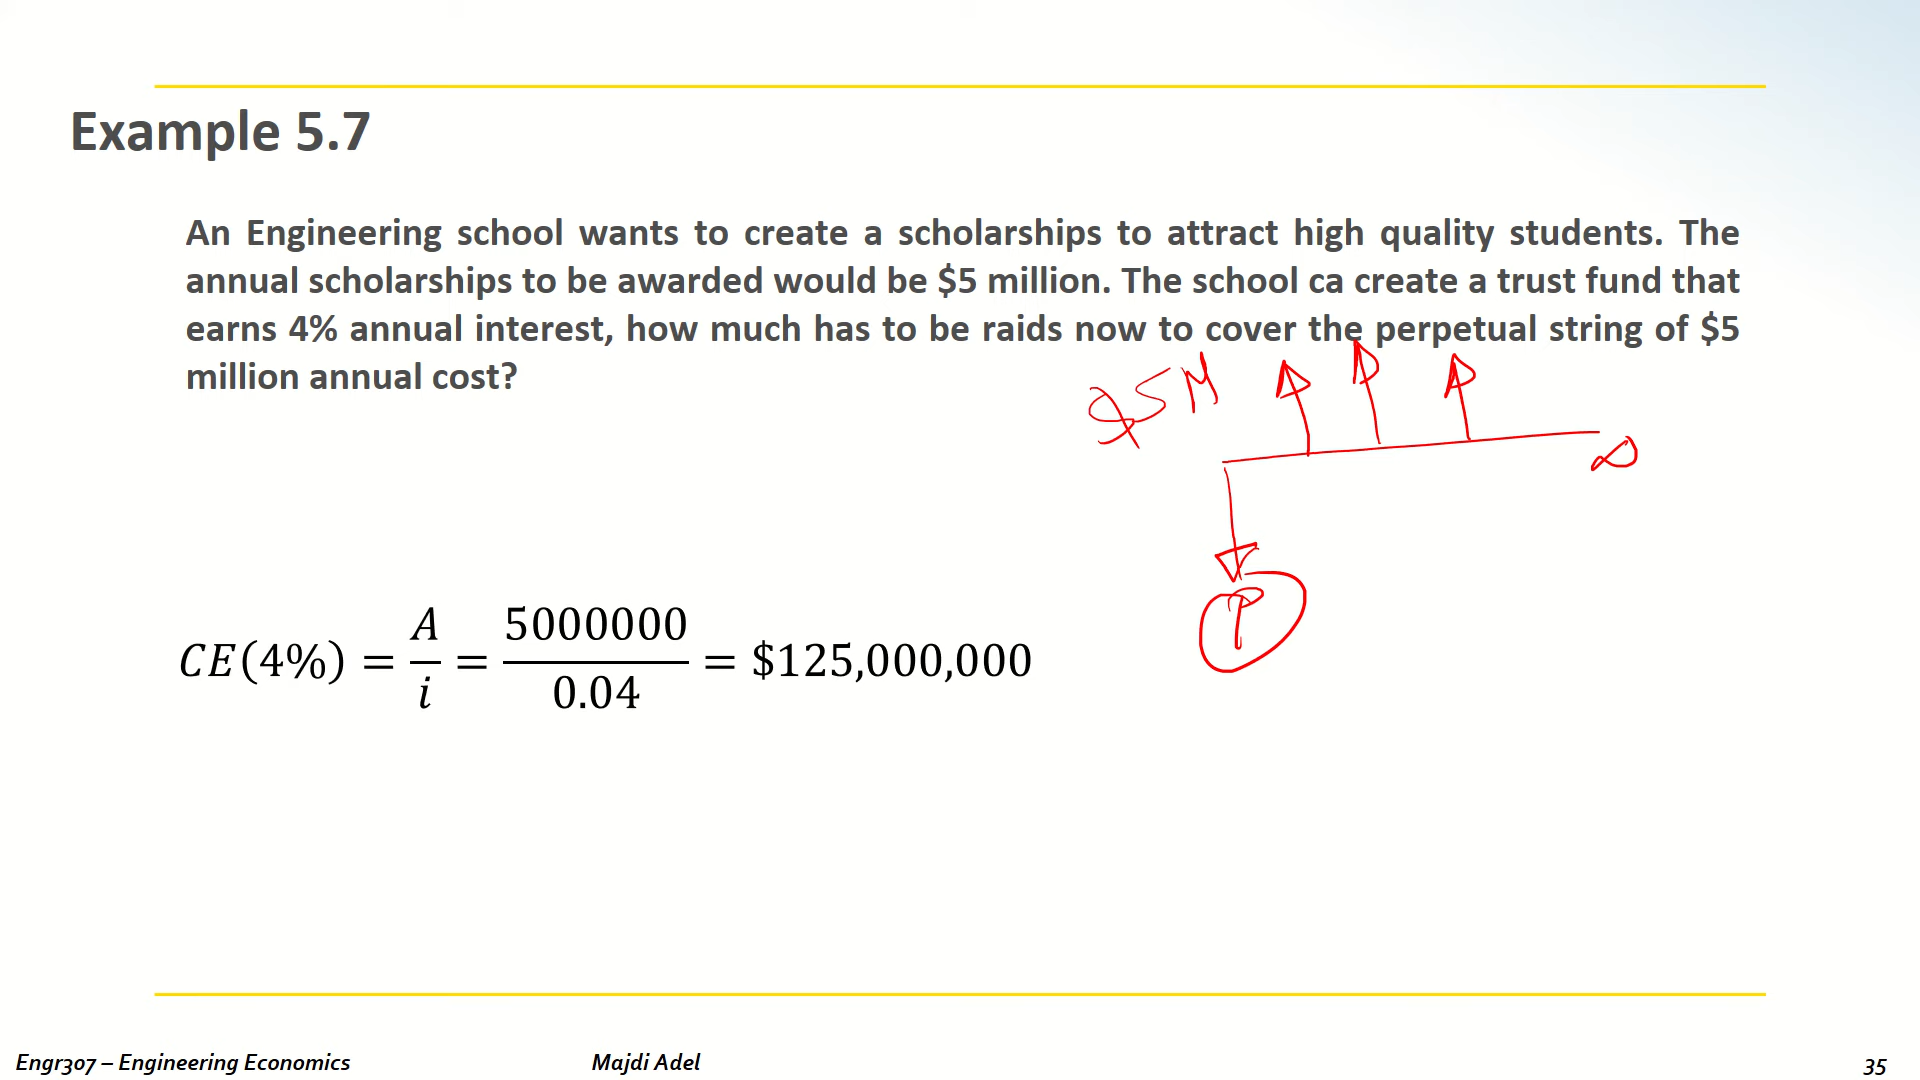 Example 5.7
An Engineering school wants to create a scholarships to attract high quality students. The
annual scholarships to be awarded would be $5 million. The school ca create a trust fund that
earns 4% annual interest, how much has to be raids now to cover the perpetual string of $5
million annual cost?
$5M
∞
P
CE(4%) = A/i = 5000000/0.04 = $125,000,000
Engr307 – Engineering Economics
Majdi Adel
35